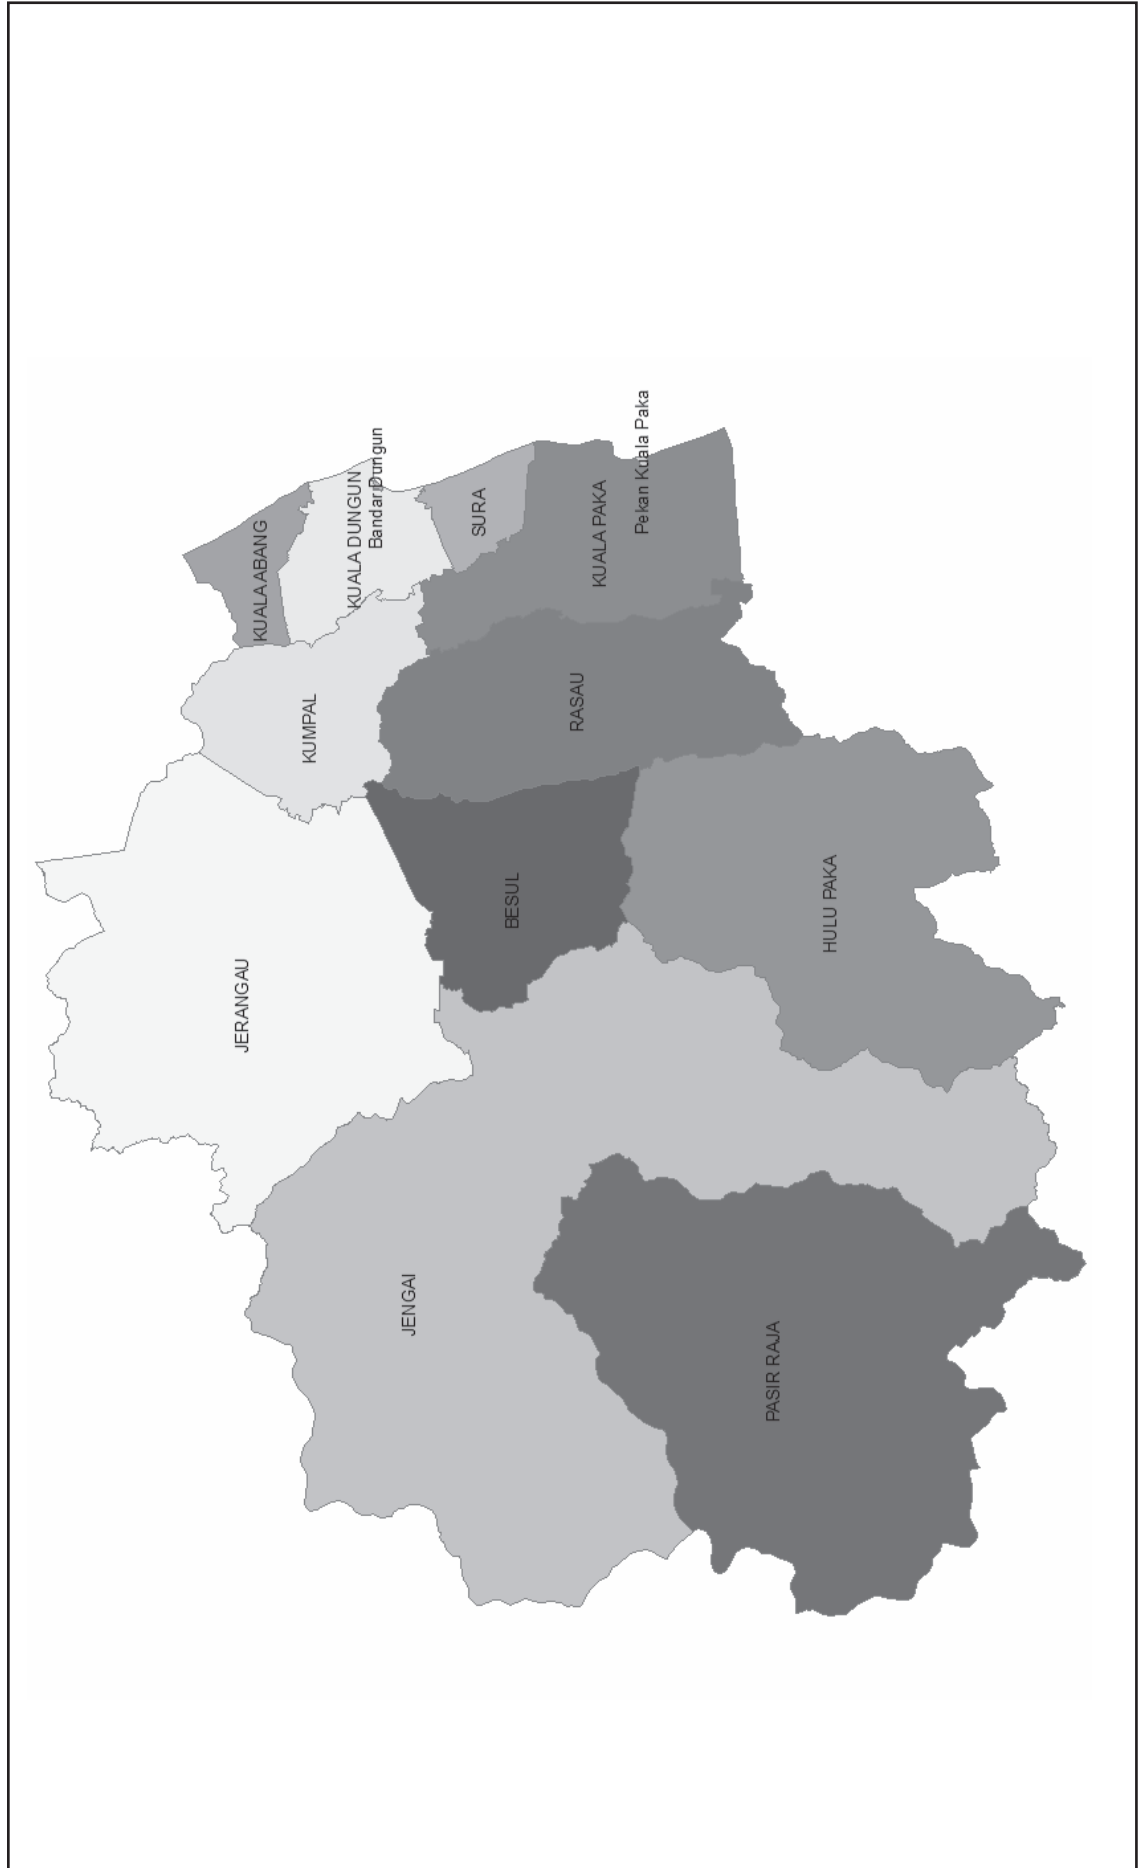 KUALA ABANG
KUALA DUNGUN
Bandar Dungun
SURA
KUALA PAKA
Pekan Kuala Paka
KUMPAL
RASAU
JERANGAU
BESUL
HULU PAKA
JENGAI
PASIR RAJA